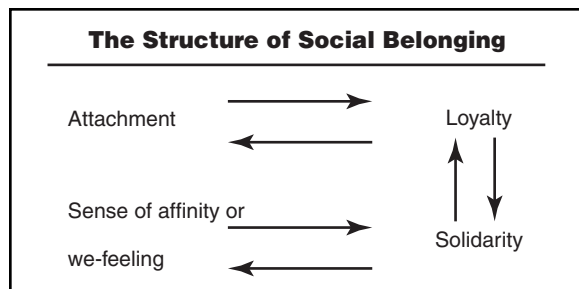 The Structure of Social Belonging
Attachment
Loyalty
Sense of affinity or
we-feeling
Solidarity